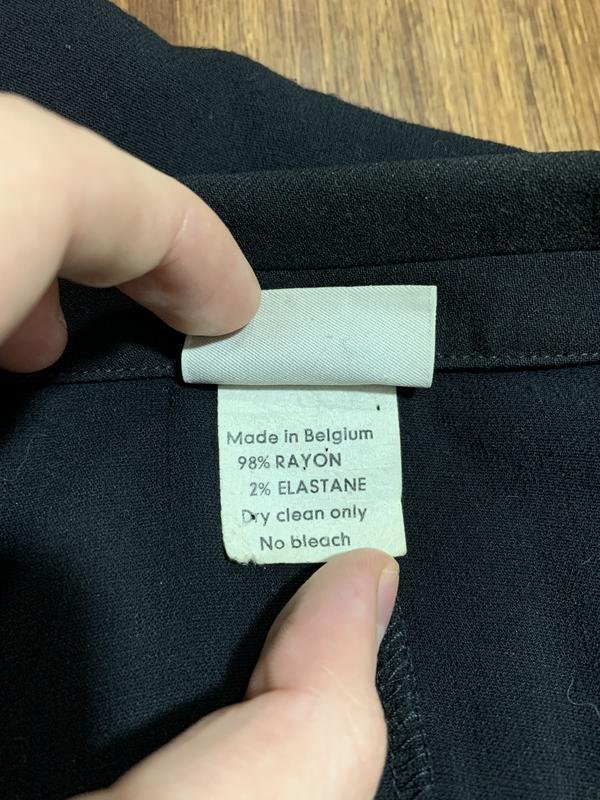 Made in Belgium
98% RAYON
2% ELASTANE
Dry clean only
No bleach